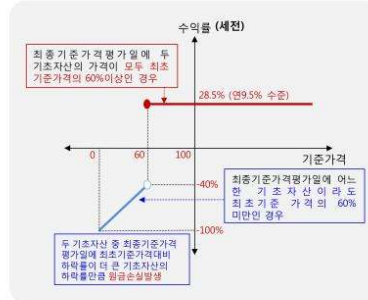 수익률 (세전)
최종기준가격평가일에 두
기초자산의 가격이 모두 최초
기준가격의 60%이상인 경우
28.5% (연9.5% 수준)
0 60 100
기준가격
-40%
최종기준가격평가일에 어느
한 기초자산이라도
최초기준 가격의 60%
미만인 경우
-100%
두 기초자산 중 최종기준가격
평가일에 최초기준가격대비
하락률이 더 큰 기초자산의
하락률만큼 원금손실발생